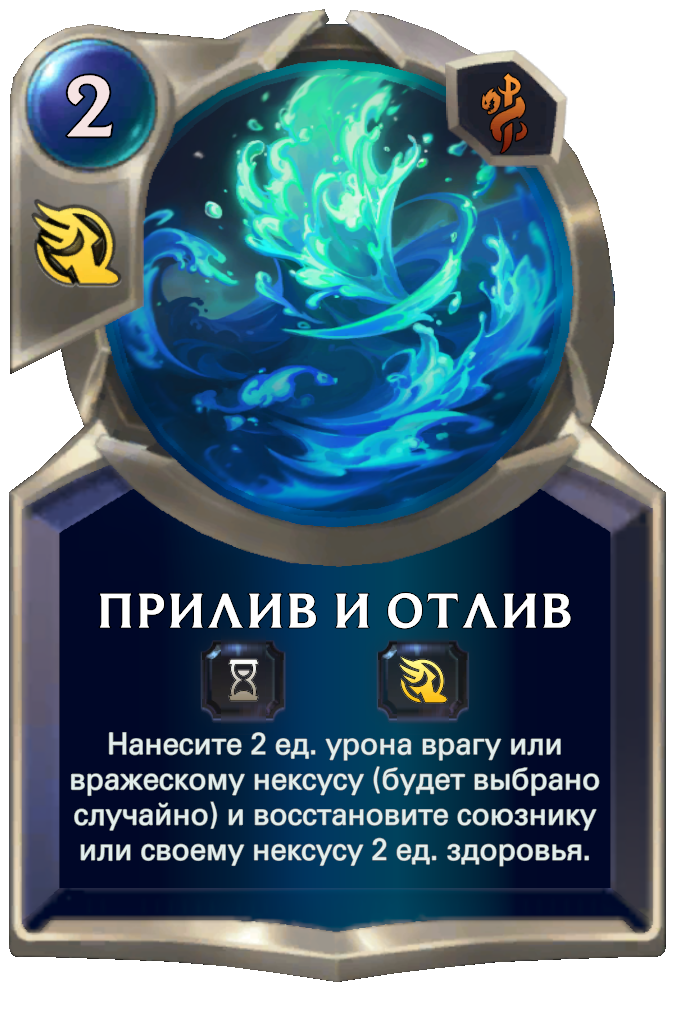 2
ПРИЛИВ И ОТЛИВ
Нанесите 2 ед. урона врагу или
вражескому нексусу (будет выбрано
случайно) и восстановите союзнику
или своему нексусу 2 ед. здоровья.